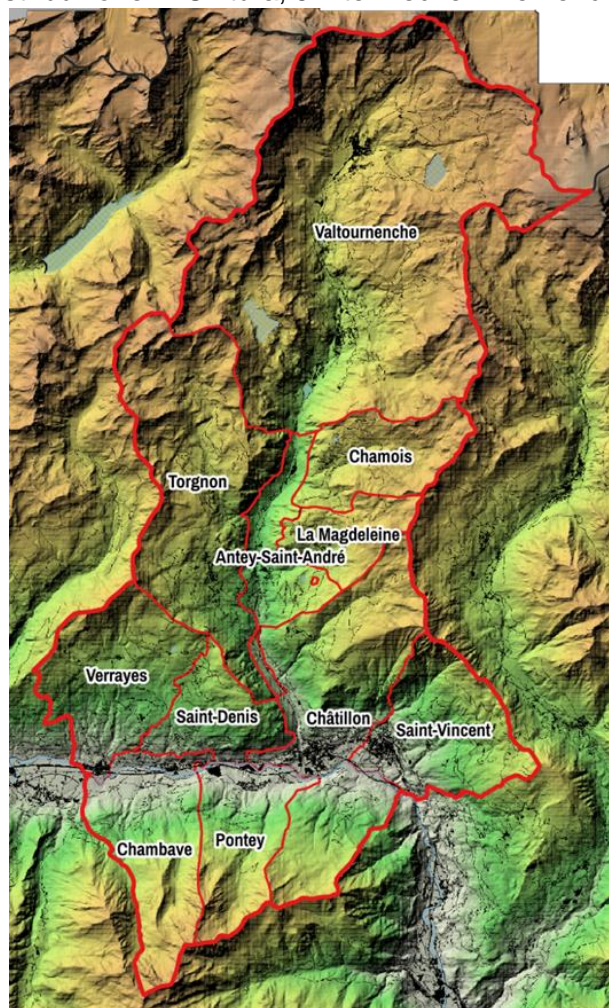 Valtournenche
Chamois
Torgnon
La Magdeleine
Antey-Saint-André
Verrayes
Saint-Denis
Châtillon
Saint-Vincent
Chambave
Pontey